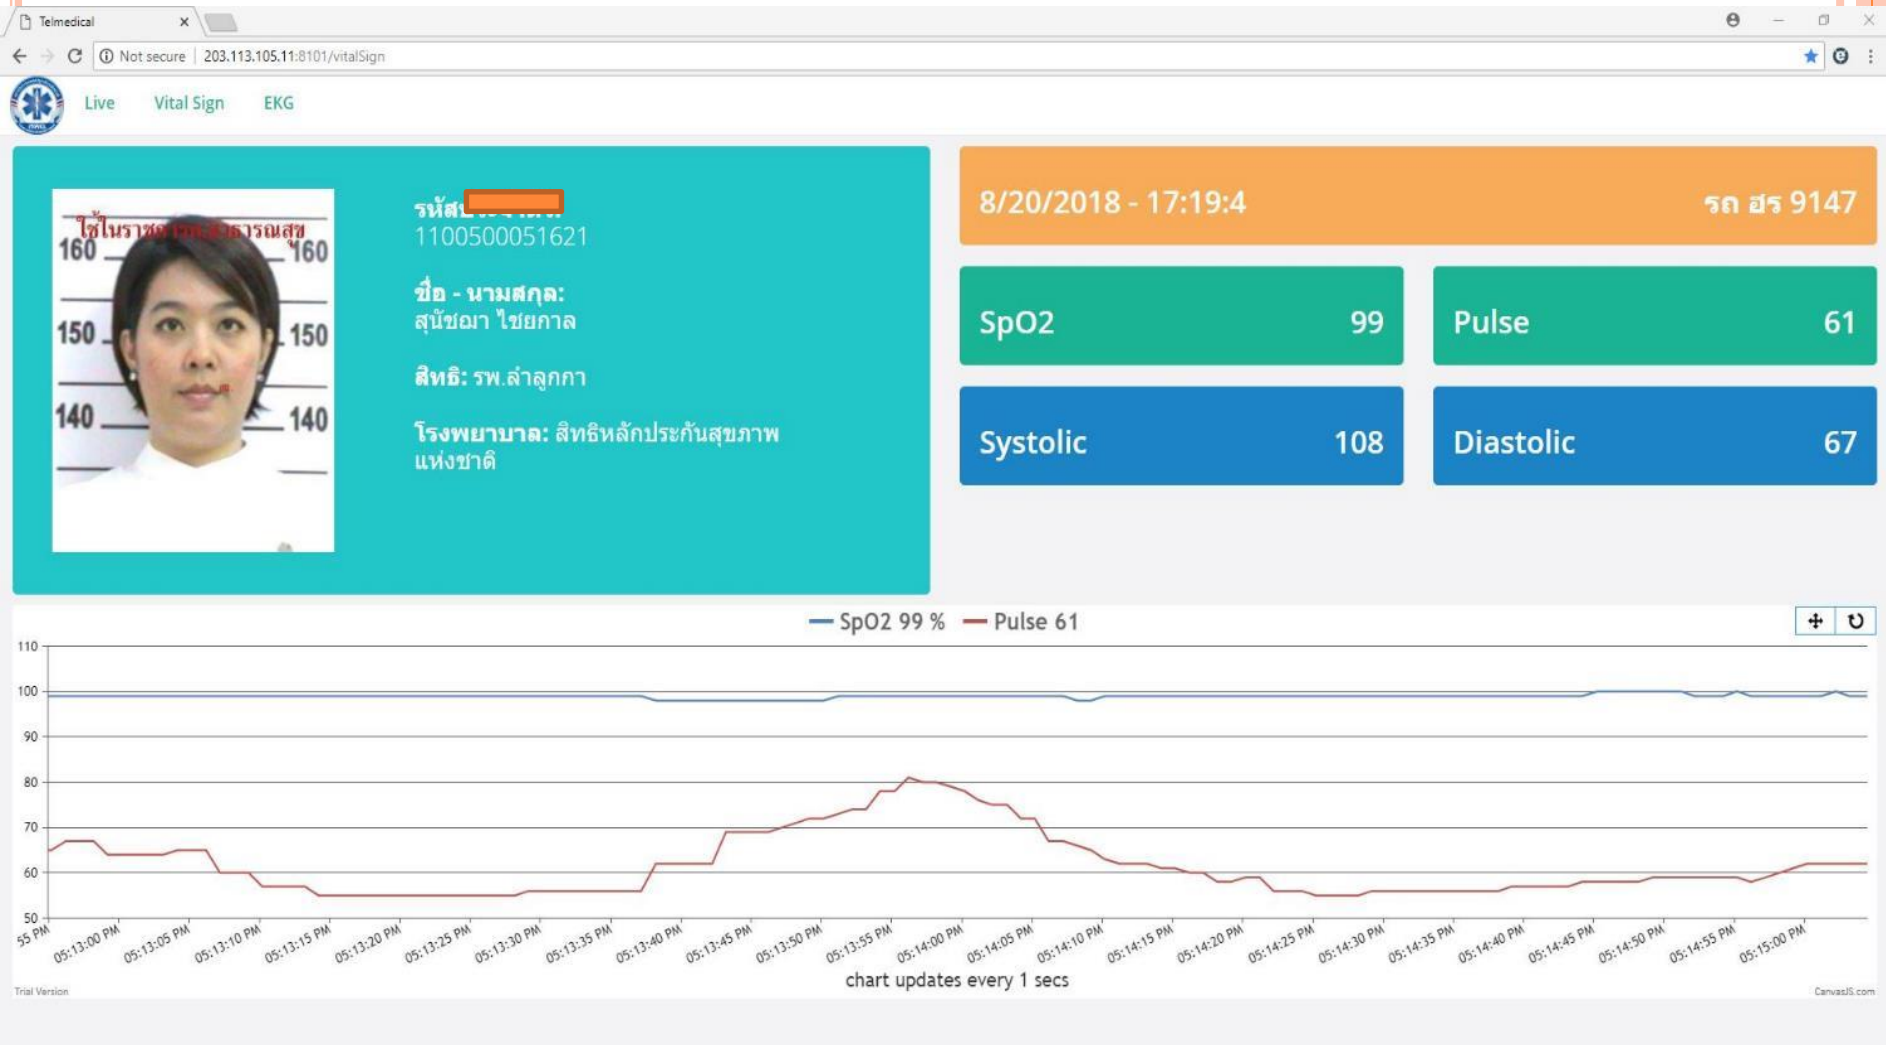 Telmedical
Not secure | 203.113.105.11:8101/vitalSign
Live Vital Sign EKG
160 160
150 150
140 140
1100500051621
ชื่อ - นามสกุล:
สุนัชฌา ไชยกาล
สิทธิ: รพ.ลำลูกกา
โรงพยาบาล: สิทธิหลักประกันสุขภาพ
แห่งชาติ
8/20/2018 - 17:19:4 รถ ฮร 9147
SpO2 99 Pulse 61
Systolic 108 Diastolic 67
SpO2 99 % Pulse 61
110
100
90
80
70
60
50
55 PM 05:13:00 PM 05:13:05 PM 05:13:10 PM 05:13:15 PM 05:13:20 PM 05:13:25 PM 05:13:30 PM 05:13:35 PM 05:13:40 PM 05:13:45 PM 05:13:50 PM 05:13:55 PM 05:14:00 PM 05:14:05 PM 05:14:10 PM 05:14:15 PM 05:14:20 PM 05:14:25 PM 05:14:30 PM 05:14:35 PM 05:14:40 PM 05:14:45 PM 05:14:50 PM 05:14:55 PM 05:15:00 PM
chart updates every 1 secs
Trial Version CanvasJS.com